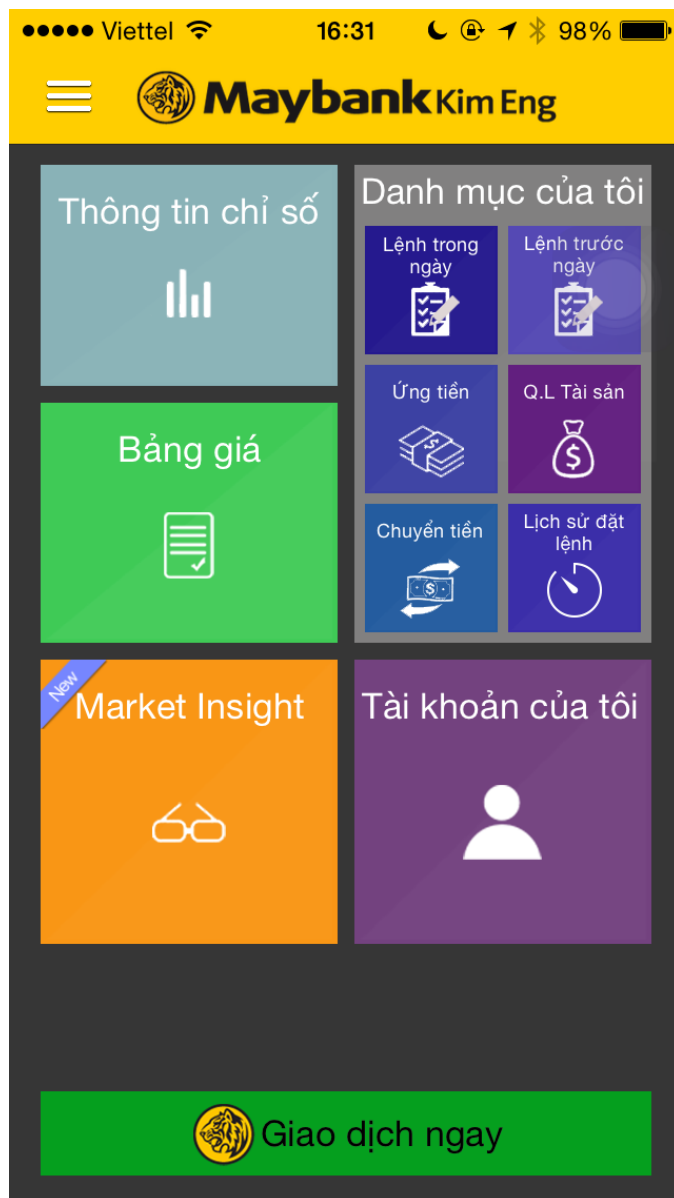 Viettel 16:31 98%
Maybank Kim Eng
Thông tin chỉ số
Danh mục của tôi
Lệnh trong
ngày
Lệnh trước
ngày
Ứng tiền
Q.L Tài sản
Chuyển tiền
Lịch sử đặt
lệnh
Bảng giá
New
Market Insight
Tài khoản của tôi
Giao dịch ngay